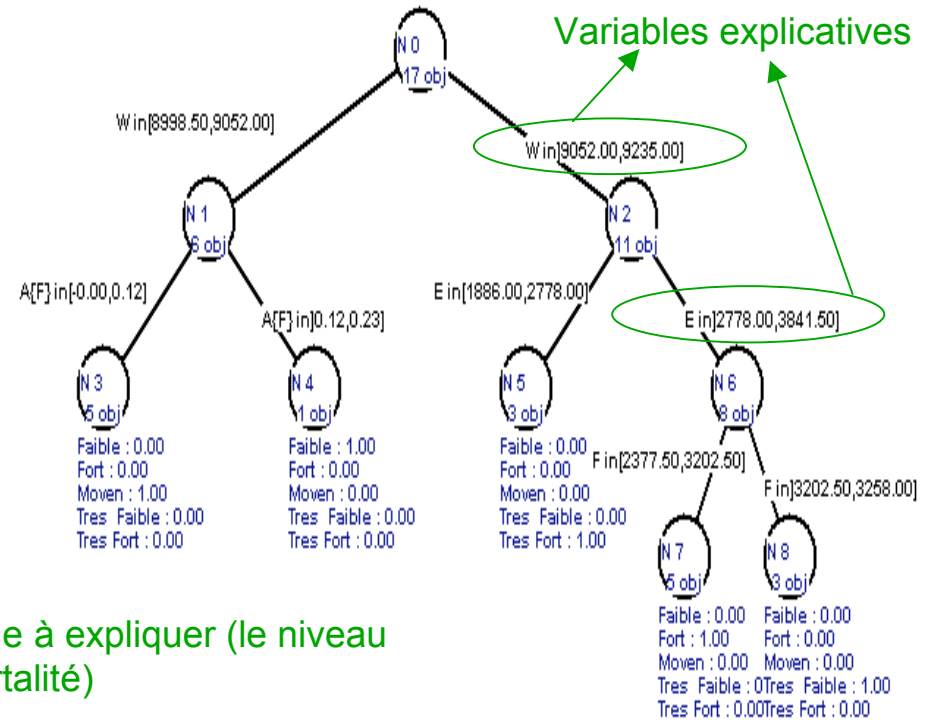 Variables explicatives
N 0
17 obj
W in[8998.50,9052.00]
W in]9052.00,9235.00]
N 1
6 obj
N 2
11 obj
A{F} in[-0.00,0.12]
A{F} in]0.12,0.23]
E in[1886.00,2778.00]
E in]2778.00,3841.50]
N 3
5 obj
Faible : 0.00
Fort : 0.00
Moven : 1.00
Tres Faible : 0.00
Tres Fort : 0.00
N 4
1 obj
Faible : 1.00
Fort : 0.00
Moven : 0.00
Tres Faible : 0.00
Tres Fort : 0.00
N 5
3 obj
Faible : 0.00
Fort : 0.00
Moven : 0.00
Tres Faible : 0.00
Tres Fort : 1.00
N 6
8 obj
F in[2377.50,3202.50]
F in]3202.50,3258.00]
N 7
5 obj
Faible : 0.00
Fort : 1.00
Moven : 0.00
Tres Faible : 0
Tres Fort : 0.00
N 8
3 obj
Faible : 0.00
Fort : 0.00
Moven : 0.00
Tres Faible : 1.00
Tres Fort : 0.00
e à expliquer (le niveau
rtalité)